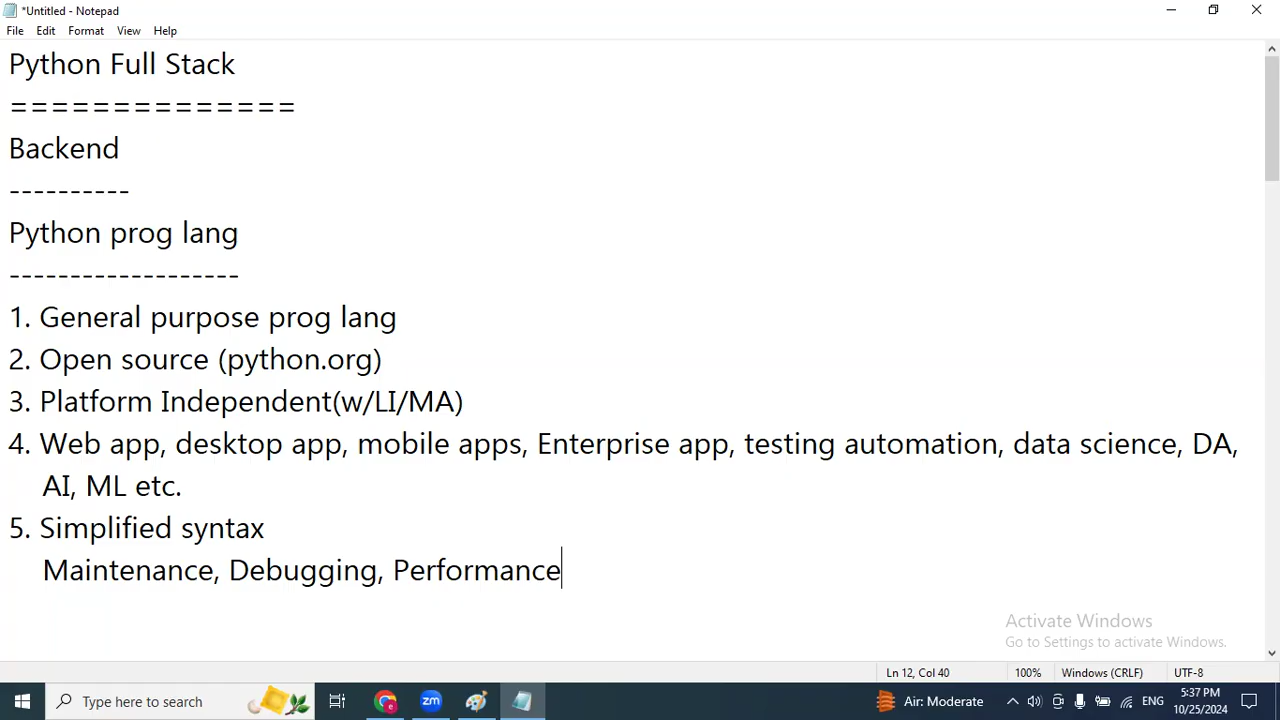 *Untitled - Notepad
File Edit Format View Help
Python Full Stack
==============
Backend
----------
Python prog lang
-------------------
1. General purpose prog lang
2. Open source (python.org)
3. Platform Independent(w/LI/MA)
4. Web app, desktop app, mobile apps, Enterprise app, testing automation, data science, DA,
AI, ML etc.
5. Simplified syntax
Maintenance, Debugging, Performance
Activate Windows
Go to Settings to activate Windows.
Ln 12, Col 40 100% Windows (CRLF) UTF-8
Type here to search Air: Moderate ENG 5:37 PM
10/25/2024